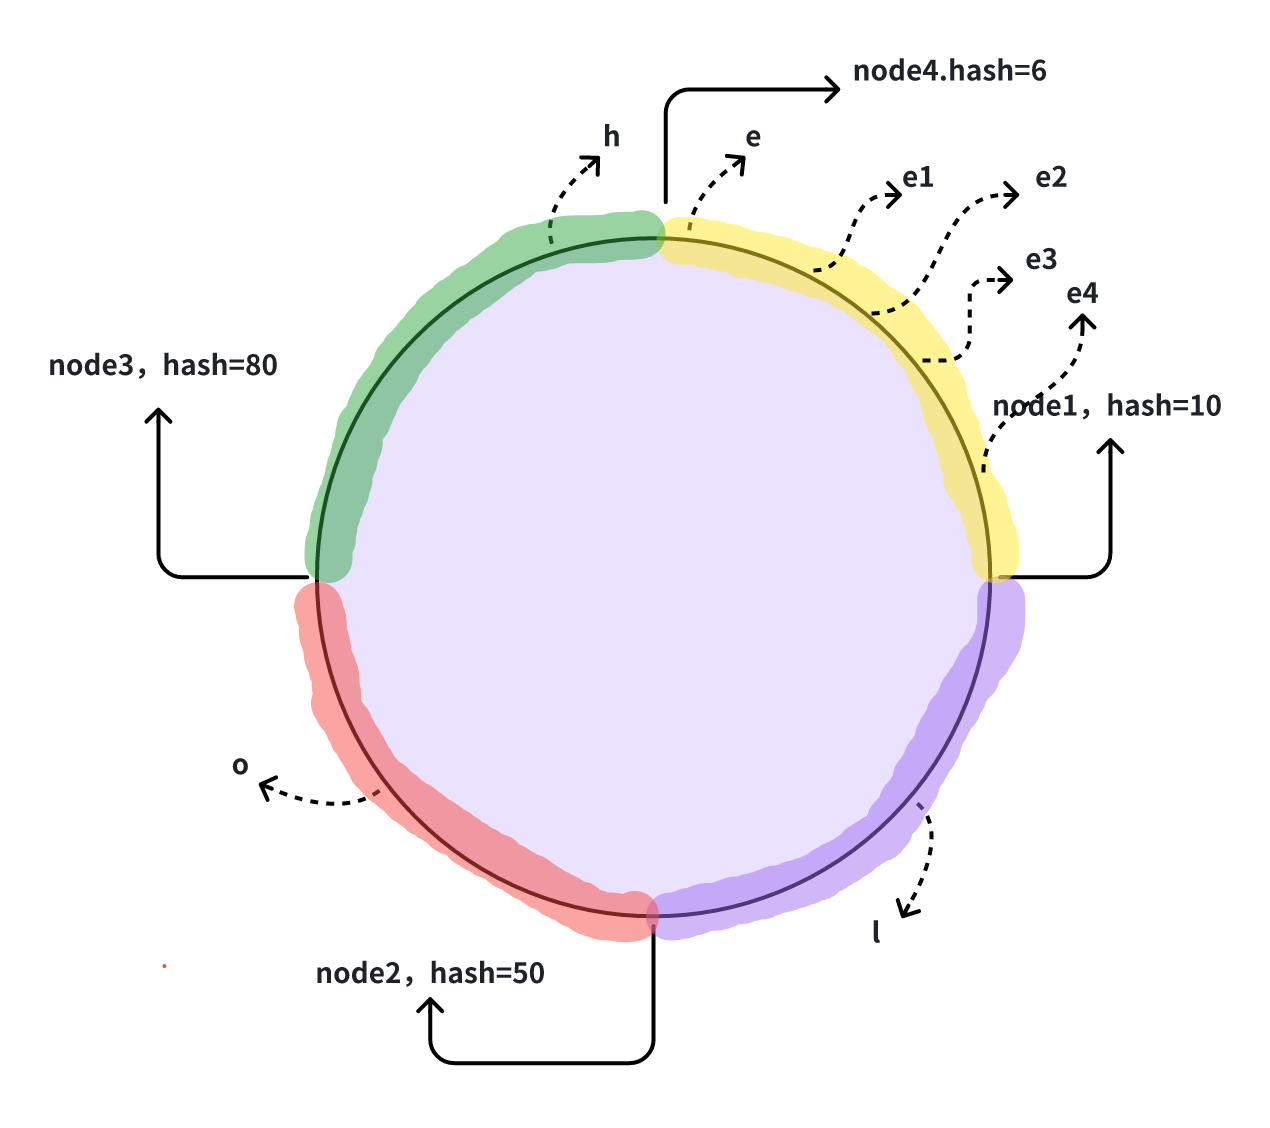 node4.hash=6
h
e
e1
e2
e3
e4
node3, hash=80
node1, hash=10
o
l
node2, hash=50